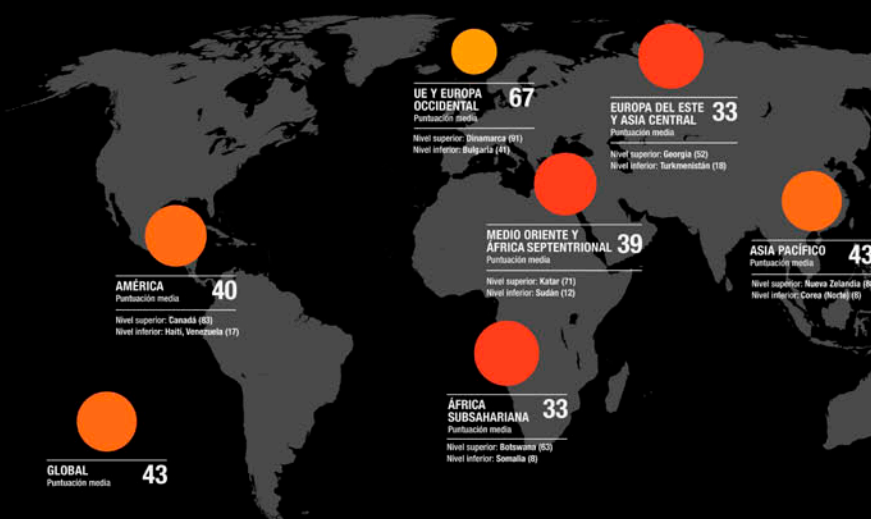 UE Y EUROPA
OCCIDENTAL 67
Puntuación media
Nivel superior: Dinamarca (91)
Nivel inferior: Bulgaria (41)
EUROPA DEL ESTE
Y ASIA CENTRAL 33
Puntuación media
Nivel superior: Georgia (52)
Nivel inferior: Turkmenistán (18)
MEDIO ORIENTE Y
ÁFRICA SEPTENTRIONAL 39
Puntuación media
Nivel superior: Katar (71)
Nivel inferior: Sudán (12)
ASIA PACÍFICO 43
Puntuación media
Nivel superior: Nueva Zelandia
Nivel inferior: Corea (Norte) (8)
AMÉRICA 40
Puntuación media
Nivel superior: Canadá (83)
Nivel inferior: Haití, Venezuela (17)
ÁFRICA
SUBSAHARIANA 33
Puntuación media
Nivel superior: Botswana (63)
Nivel inferior: Somalia (8)
GLOBAL 43
Puntuación media